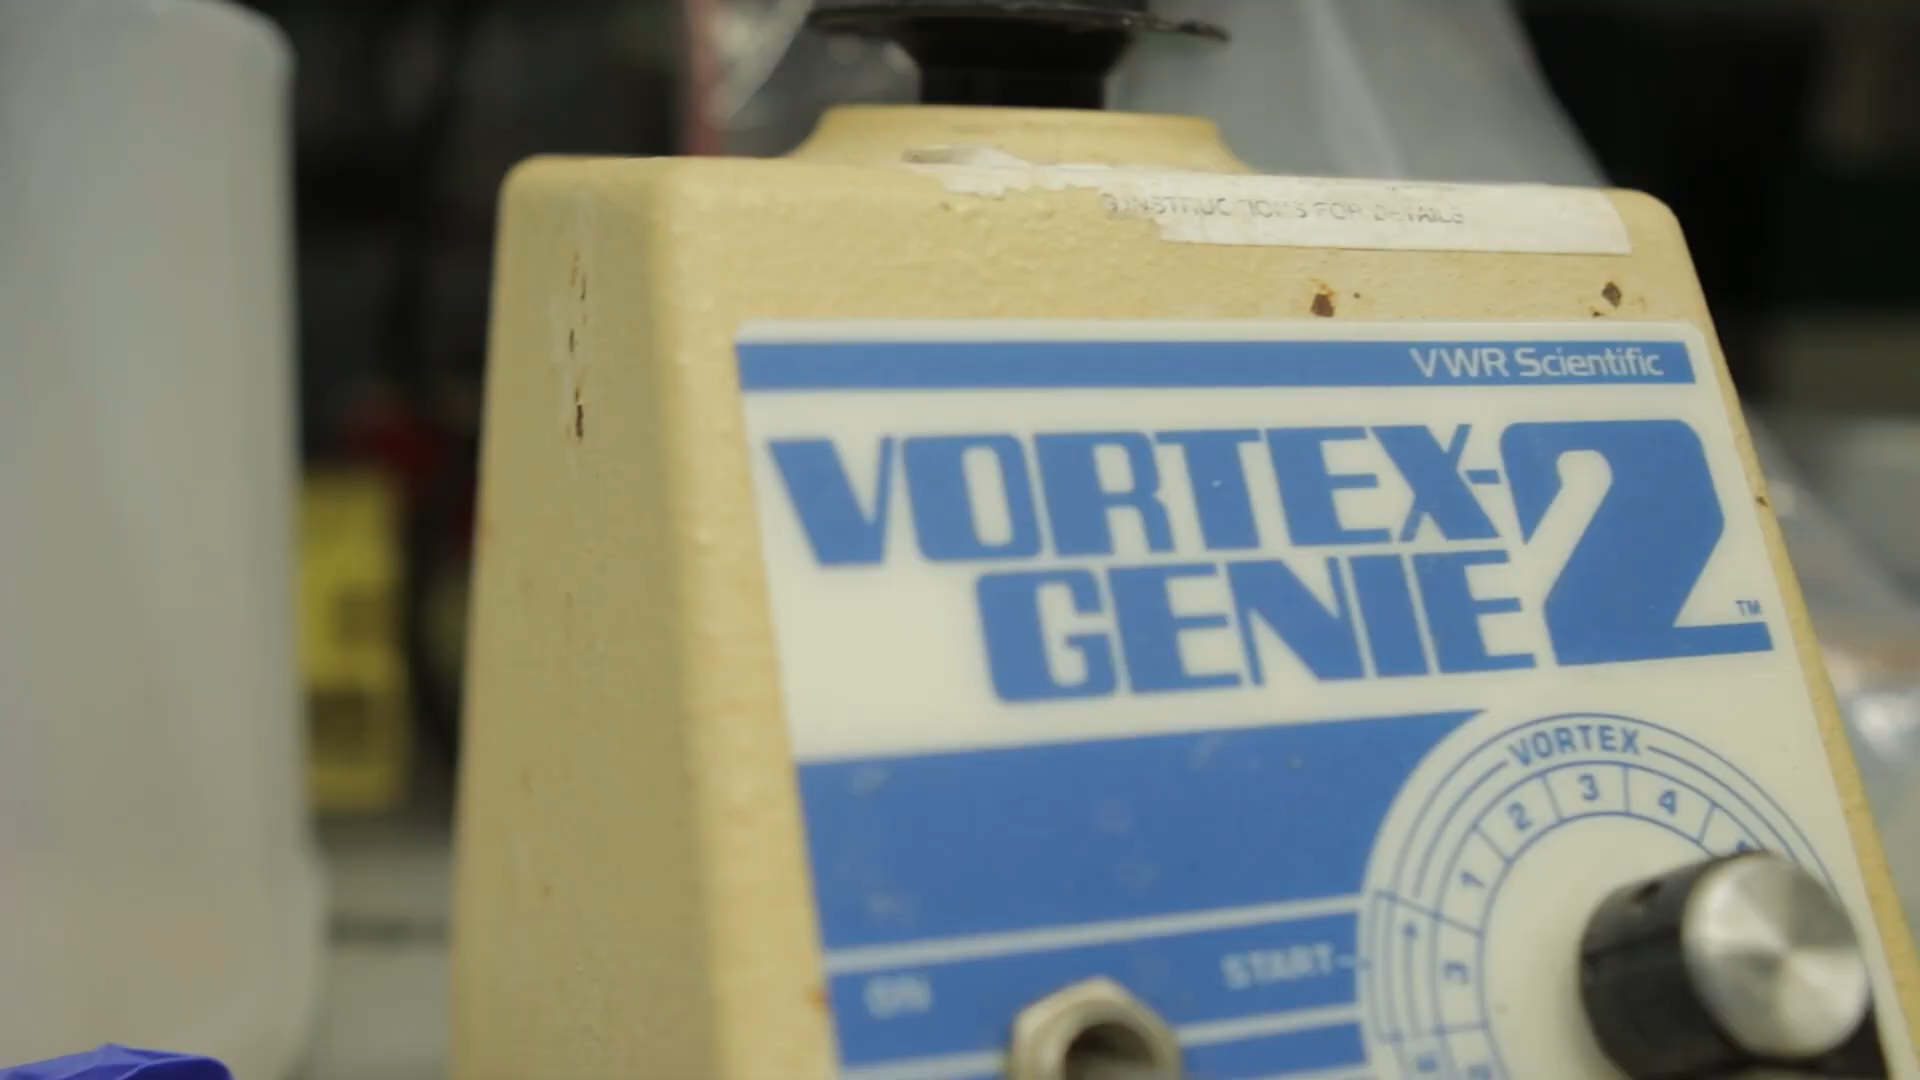 INSTRUCTIONS FOR DETAILS
VWR Scientific
VORTEX-
GENIE 2
TM
VORTEX
1 2 3 4
START
ON
3